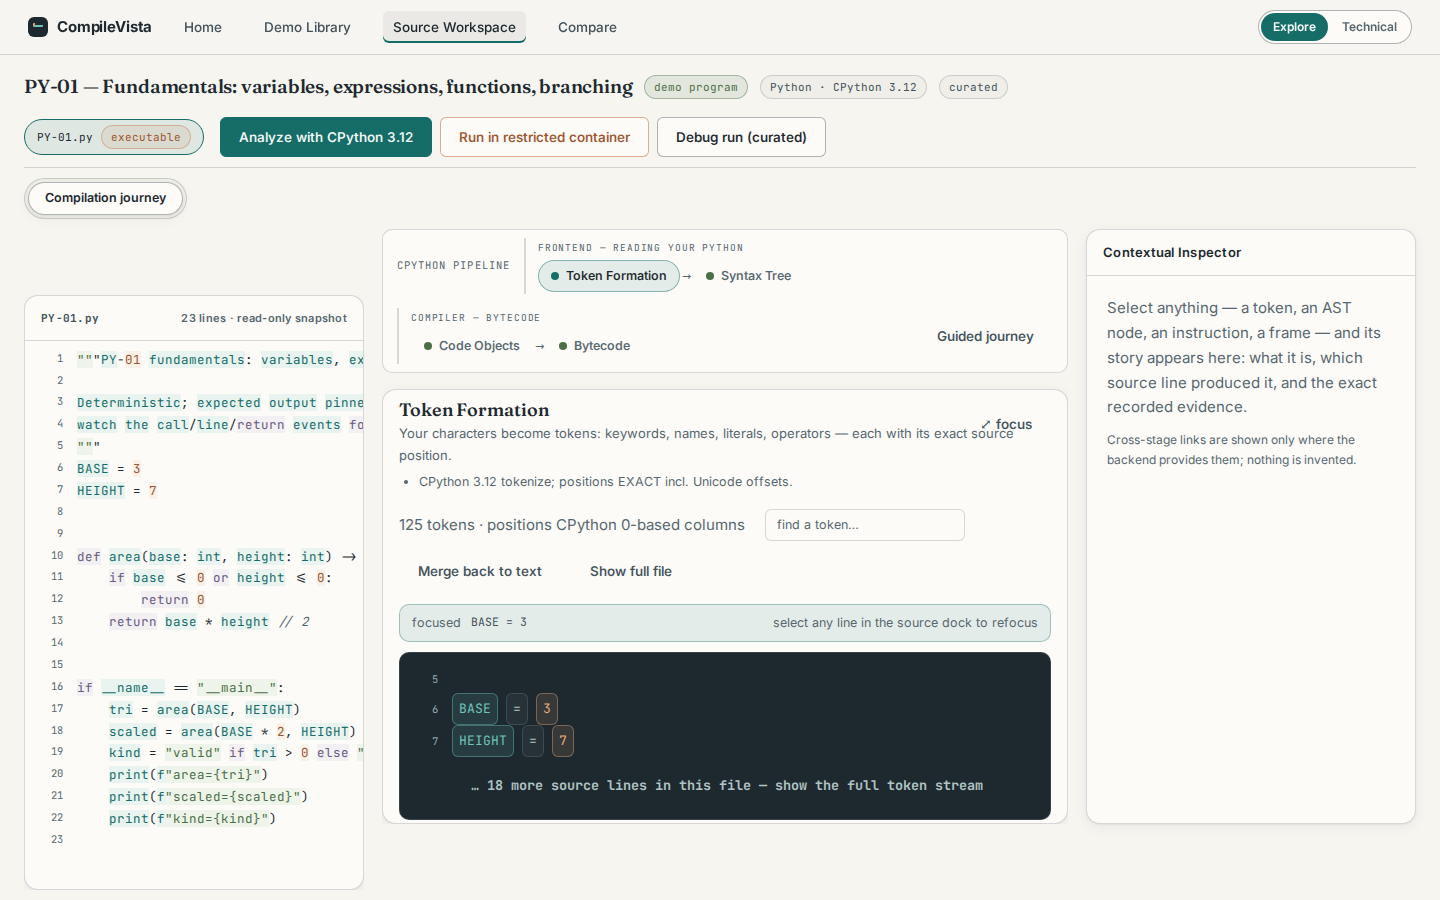 CompileVista Home Demo Library Source Workspace Compare Explore Technical
PY-01 — Fundamentals: variables, expressions, functions, branching demo program Python · CPython 3.12 curated
PY-01.py executable Analyze with CPython 3.12 Run in restricted container Debug run (curated)
Compilation journey
PY-01.py 23 lines · read-only snapshot
1 """PY-01 fundamentals: variables, ex
2
3 Deterministic; expected output pinne
4 watch the call/line/return events fo
5 """
6 BASE = 3
7 HEIGHT = 7
8
9
10 def area(base: int, height: int) →
11 if base ⩽ 0 or height ⩽ 0:
12 return 0
13 return base * height // 2
14
15
16 if __name__ == "__main__":
17 tri = area(BASE, HEIGHT)
18 scaled = area(BASE * 2, HEIGHT)
19 kind = "valid" if tri > 0 else "
20 print(f"area={tri}")
21 print(f"scaled={scaled}")
22 print(f"kind={kind}")
23
CPYTHON PIPELINE
FRONTEND — READING YOUR PYTHON
Token Formation → Syntax Tree
COMPILER — BYTECODE
Code Objects → Bytecode
Guided journey
Token Formation
⤢ focus
Your characters become tokens: keywords, names, literals, operators — each with its exact source
position.
• CPython 3.12 tokenize; positions EXACT incl. Unicode offsets.
125 tokens · positions CPython 0-based columns find a token…
Merge back to text Show full file
focused BASE = 3 select any line in the source dock to refocus
5
6 BASE = 3
7 HEIGHT = 7
… 18 more source lines in this file — show the full token stream
Contextual Inspector
Select anything — a token, an AST
node, an instruction, a frame — and its
story appears here: what it is, which
source line produced it, and the exact
recorded evidence.
Cross-stage links are shown only where the
backend provides them; nothing is invented.